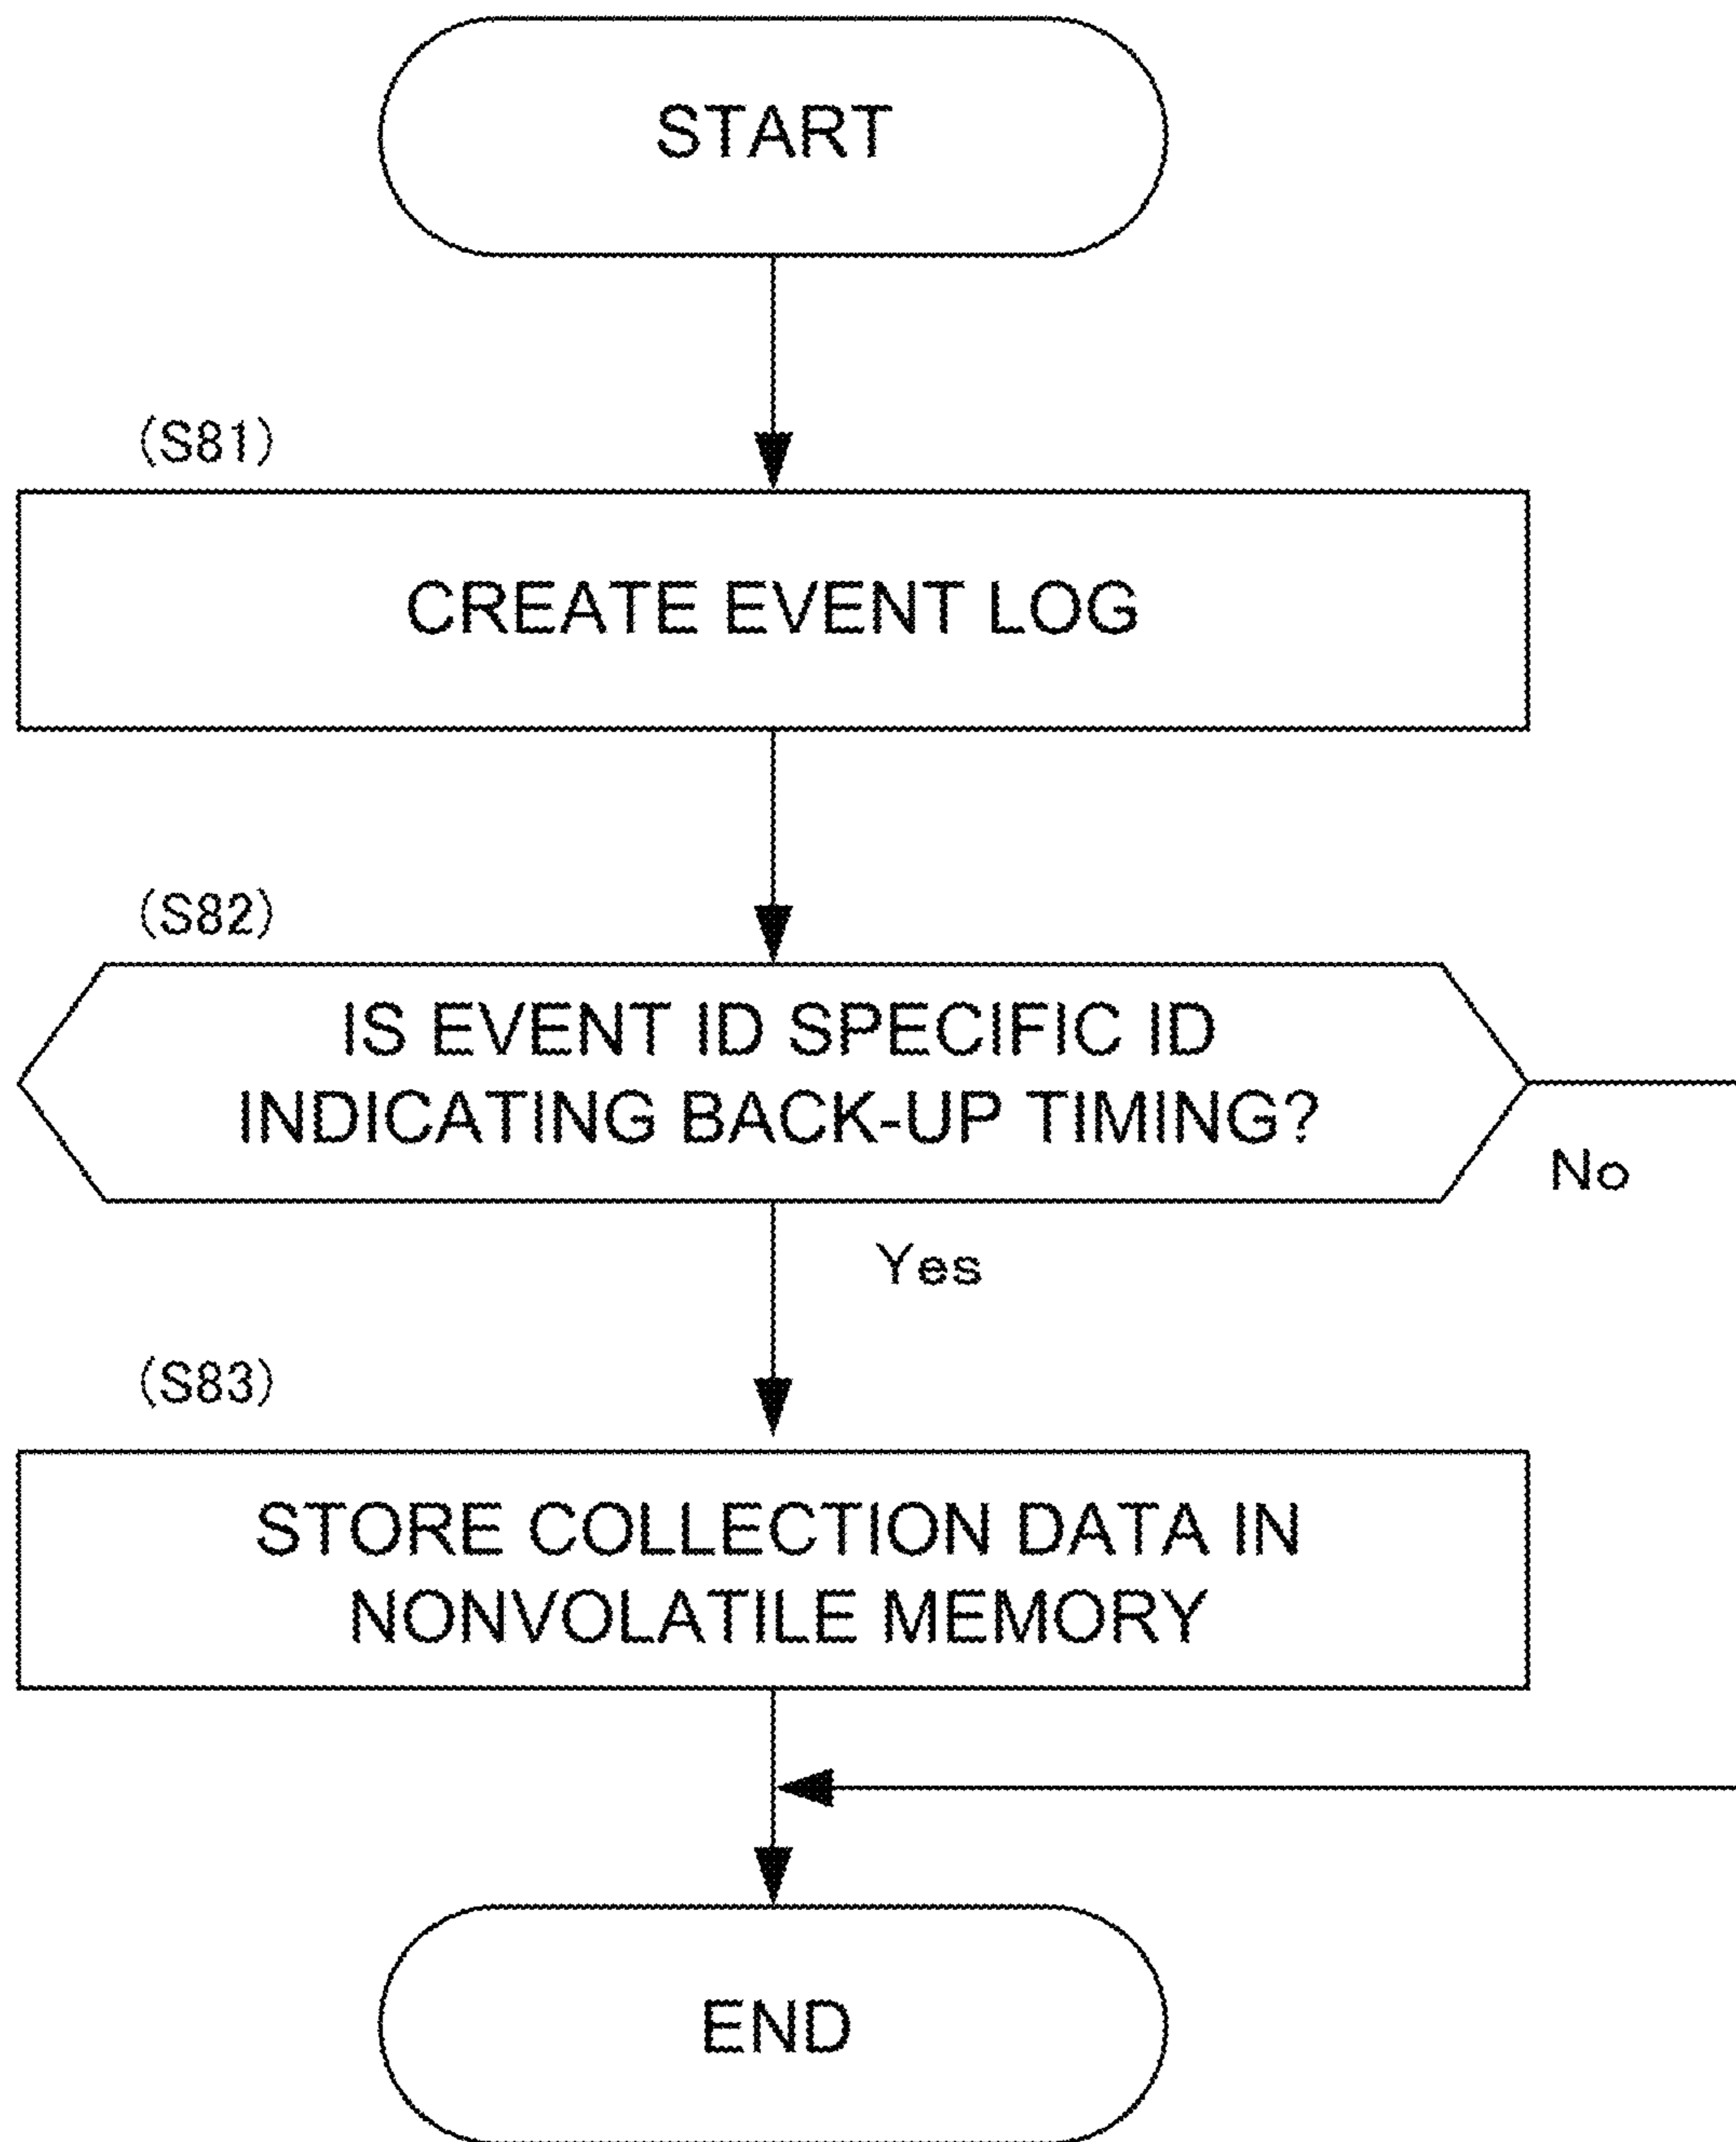 START
(S81)
CREATE EVENT LOG
(S82)
IS EVENT ID SPECIFIC ID
INDICATING BACK-UP TIMING?
No
Yes
(S83)
STORE COLLECTION DATA IN
NONVOLATILE MEMORY
END